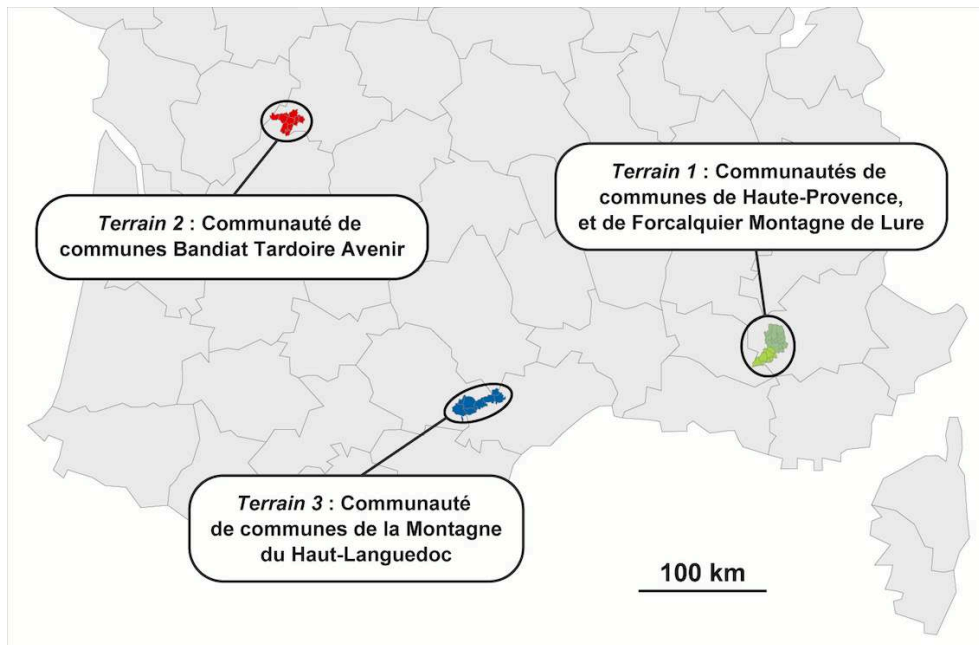 Terrain 1 : Communautés de
communes de Haute-Provence,
et de Forcalquier Montagne de Lure
Terrain 2 : Communauté de
communes Bandiat Tardoire Avenir
Terrain 3 : Communauté
de communes de la Montagne
du Haut-Languedoc
100 km